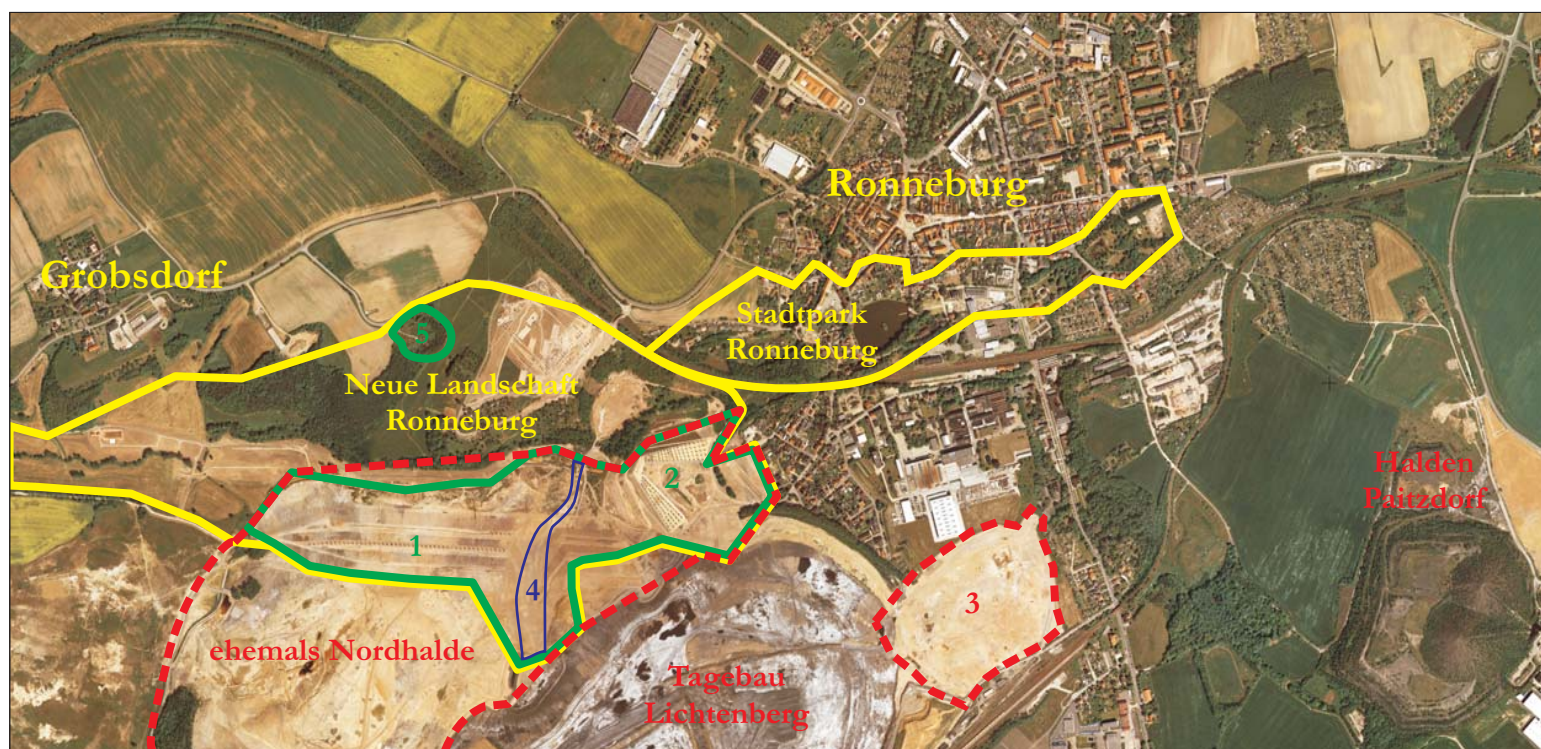 Ronneburg
Grobsdorf
Stadtpark
Ronneburg
5
Neue Landschaft
Ronneburg
2
Halden
Paitzdorf
1
4
3
ehemals Nordhalde
Tagebau
Lichtenberg